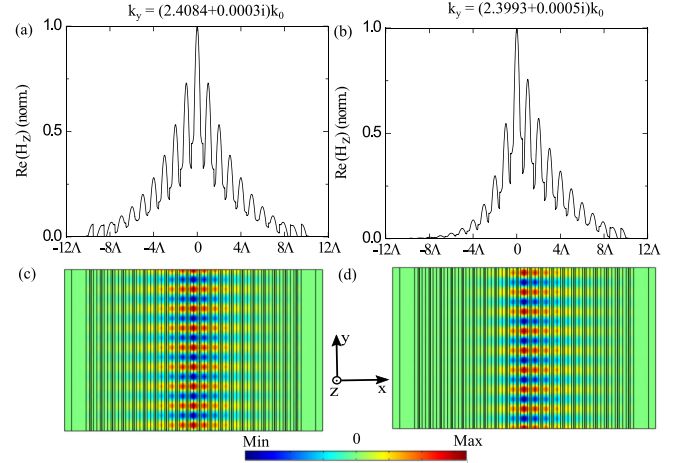 k_y = (2.4084+0.0003i)k_0
k_y = (2.3993+0.0005i)k_0
(a)
(b)
Re(H_Z) (norm.)
1.0
0.5
0.0
-12Λ -8Λ -4Λ 0 4Λ 8Λ 12Λ
Re(H_Z) (norm.)
1.0
0.5
0.0
-12Λ -8Λ -4Λ 0 4Λ 8Λ 12Λ
(c)
(d)
y
z
x
Min 0 Max